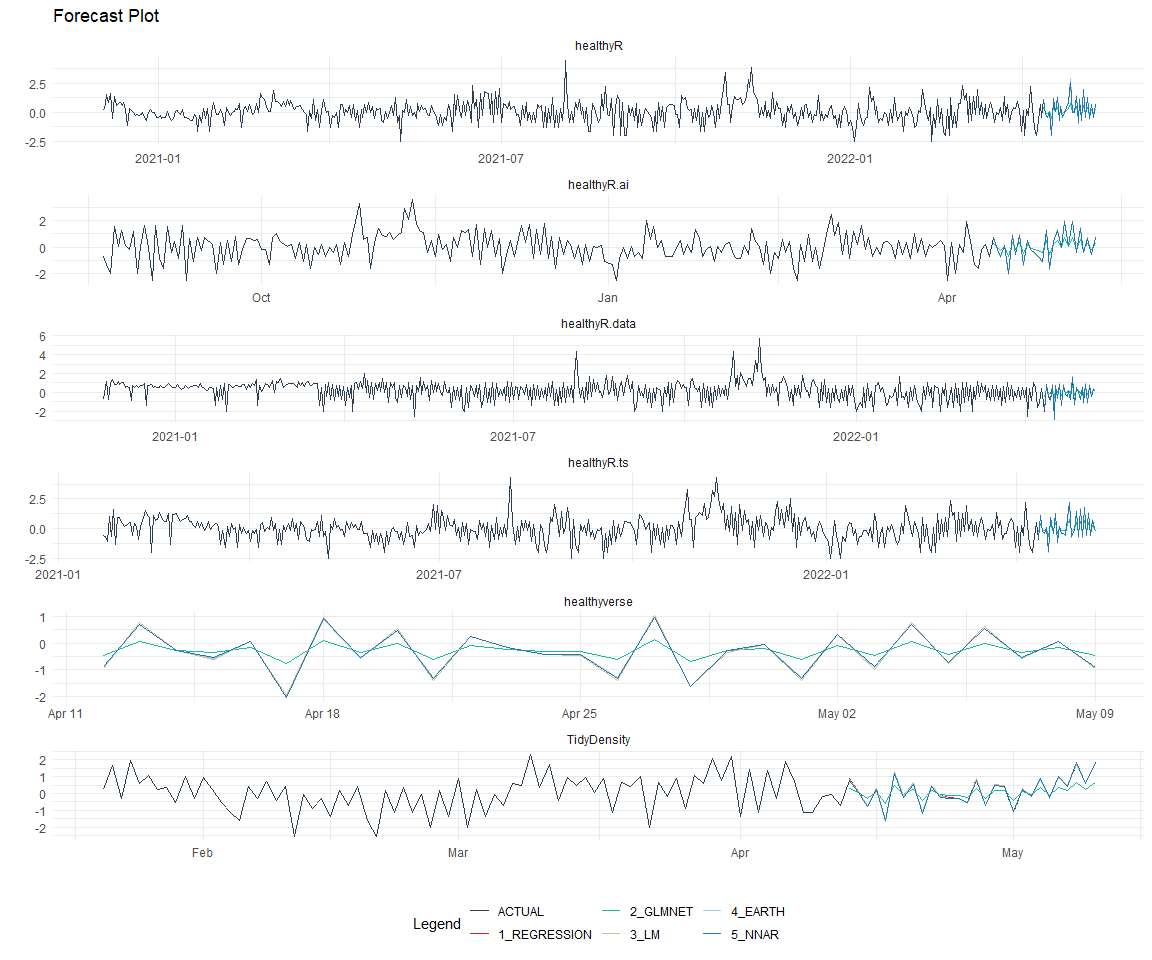 Forecast Plot
healthyR
2.5
0.0
-2.5
2021-01 2021-07 2022-01
healthyR.ai
2
0
-2
Oct Jan Apr
healthyR.data
6
4
2
0
-2
2021-01 2021-07 2022-01
healthyR.ts
2.5
0.0
-2.5
2021-01 2021-07 2022-01
healthyverse
1
0
-1
-2
Apr 11 Apr 18 Apr 25 May 02 May 09
TidyDensity
2
1
0
-1
-2
Feb Mar Apr May
Legend
ACTUAL 2_GLMNET 4_EARTH
1_REGRESSION 3_LM 5_NNAR